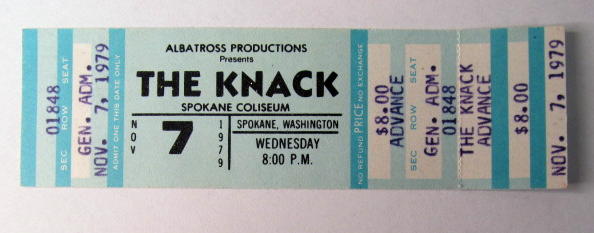 SEC ROW SEAT
01848
GEN. ADM.
NOV. 7, 1979
ADMIT ONE THIS DATE ONLY
ALBATROSS PRODUCTIONS
Presents
THE KNACK
SPOKANE COLISEUM
NOV 7 1979
SPOKANE, WASHINGTON
WEDNESDAY
8:00 P.M.
NO REFUND PRICE NO EXCHANGE
$8.00
ADVANCE
SEC ROW SEAT
GEN. ADM.
01848
THE KNACK
ADVANCE
$8.00
NOV. 7, 1979